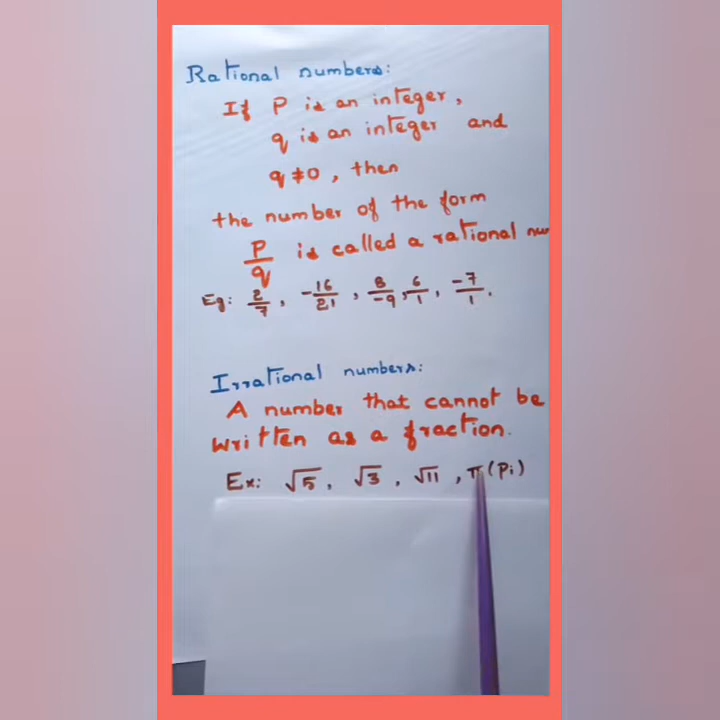 Rational numbers:
If P is an integer,
q is an integer and
q ≠ 0, then
the number of the form
P/q is called a rational nu
Eg: 2/7, -16/21, 8/-9, 6/1, -7/1.
Irrational numbers:
A number that cannot be
written as a fraction.
Ex: √5, √3, √11, π(Pi)